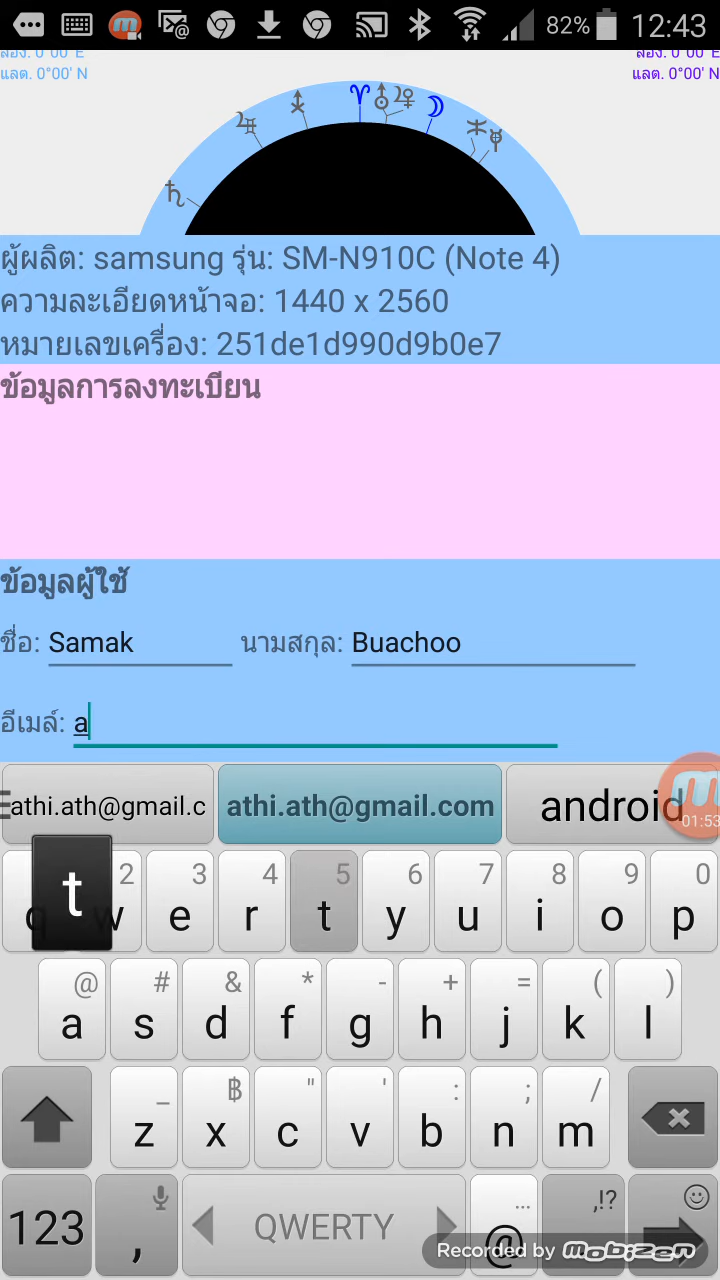 82% 12:43
ลอง. 0°00' E
ลอง. 0°00' E
แลต. 0°00' N
แลต. 0°00' N
ผู้ผลิต: samsung รุ่น: SM-N910C (Note 4)
ความละเอียดหน้าจอ: 1440 x 2560
หมายเลขเครื่อง: 251de1d990d9b0e7
ข้อมูลการลงทะเบียน
ข้อมูลผู้ใช้
ชื่อ: Samak นามสกุล: Buachoo
อีเมล์: a
athi.ath@gmail.c athi.ath@gmail.com android
01:53
t
2 3 4 5 6 7 8 9 0
q w e r t y u i o p
@ # & * - + = ( )
a s d f g h j k l
_ ฿ " ' : ; /
z x c v b n m
... ,!?
123 , QWERTY @
Recorded by mobizen